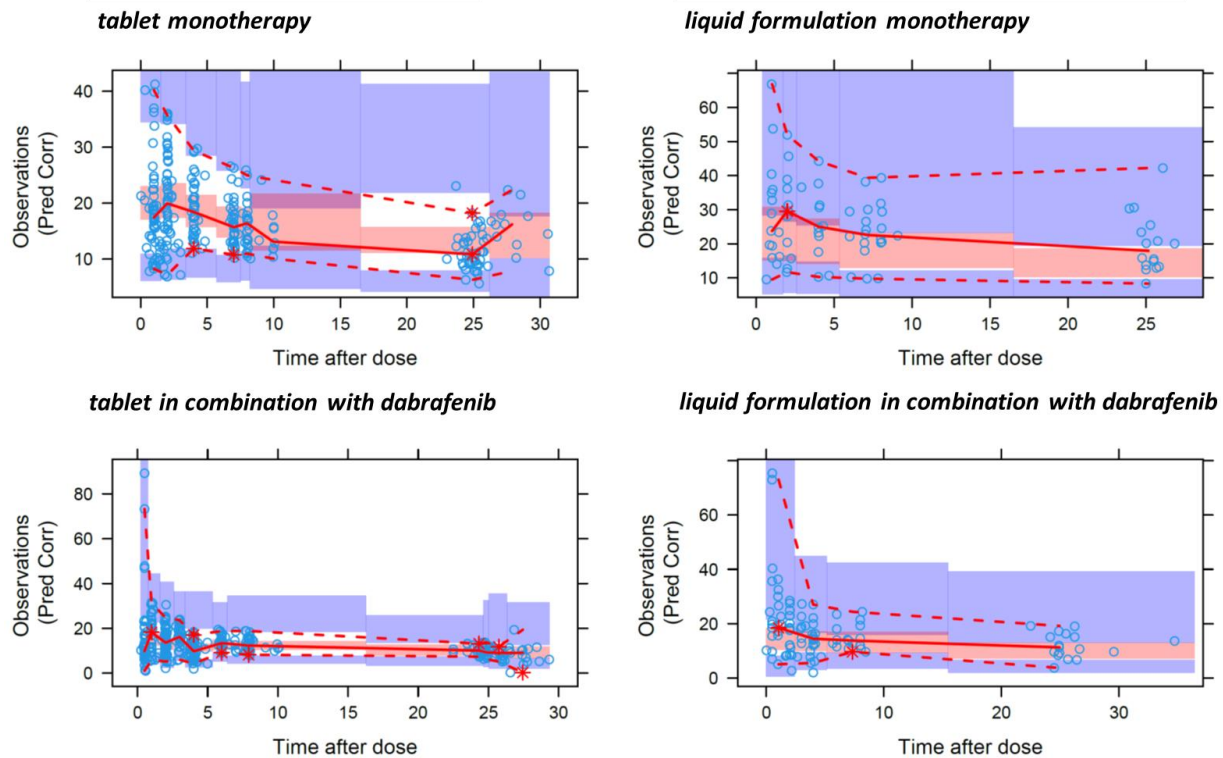 tablet monotherapy
liquid formulation monotherapy
Observations
(Pred Corr)
40
30
20
10
0 5 10 15 20 25 30
Time after dose
Observations
(Pred Corr)
60
50
40
30
20
10
0 5 10 15 20 25
Time after dose
tablet in combination with dabrafenib
liquid formulation in combination with dabrafenib
Observations
(Pred Corr)
80
60
40
20
0
0 5 10 15 20 25 30
Time after dose
Observations
(Pred Corr)
60
40
20
0
0 10 20 30
Time after dose